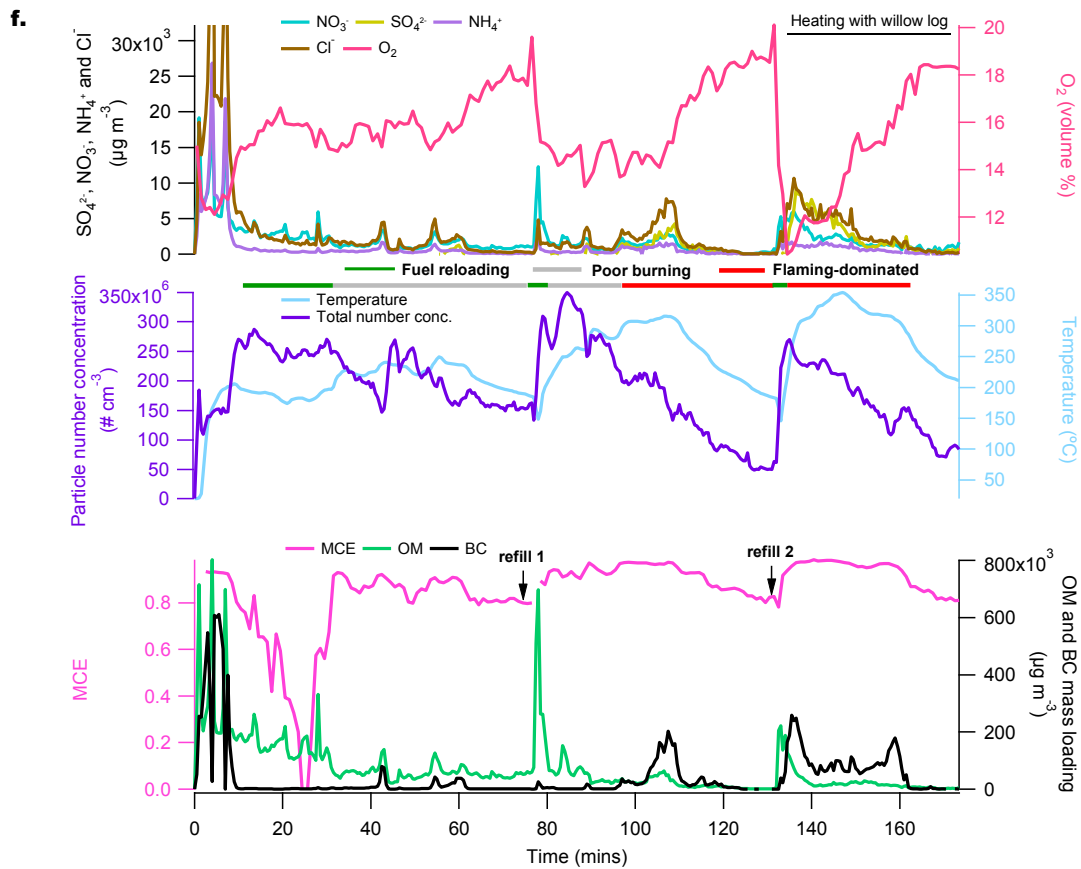 f.
NO₃⁻ SO₄²⁻ NH₄⁺
Cl⁻ O₂
Heating with willow log
SO₄²⁻, NO₃⁻, NH₄⁺ and Cl⁻
(µg m⁻³)
30x10³
25
20
15
10
5
0
20
18
16
14
12
O₂ (volume %)
Fuel reloading Poor burning Flaming-dominated
Temperature
Total number conc.
Particle number concentration
(# cm⁻³)
350x10⁶
300
250
200
150
100
50
0
350
300
250
200
150
100
50
Temperature (°C)
MCE OM BC
refill 1
refill 2
MCE
0.8
0.6
0.4
0.2
0.0
800x10³
600
400
200
0
OM and BC mass loading
(µg m⁻³)
0 20 40 60 80 100 120 140 160
Time (mins)